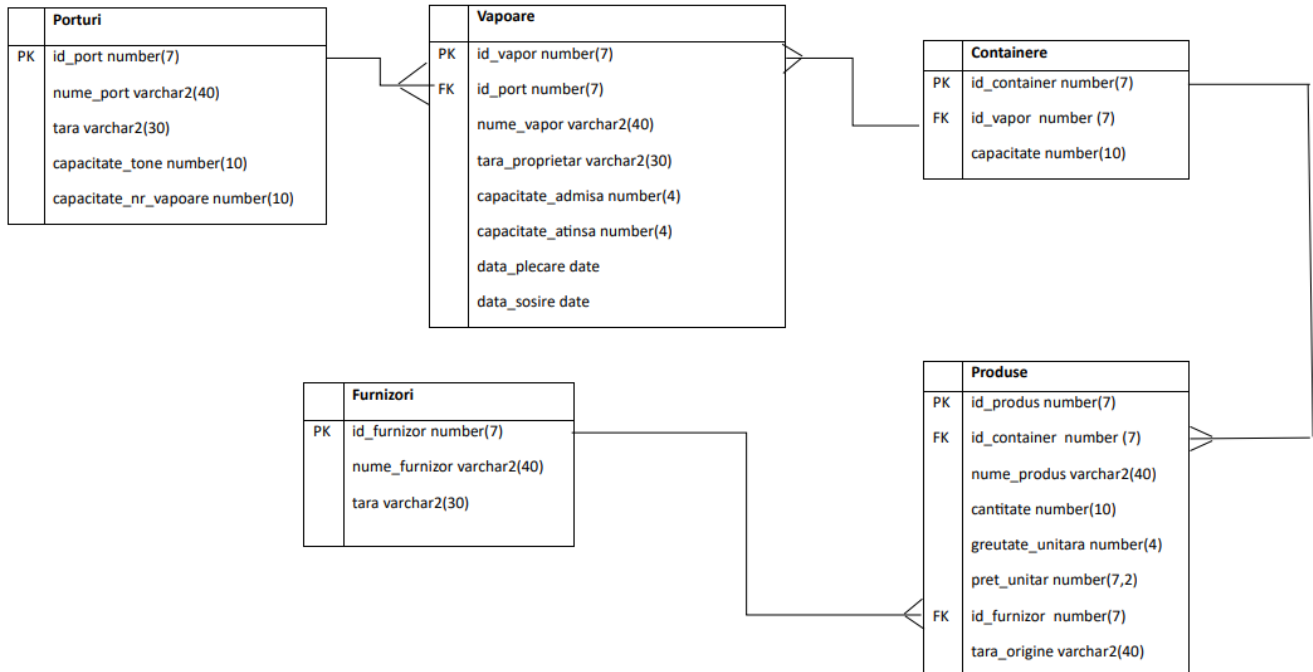 Porturi
PK id_port number(7)
nume_port varchar2(40)
tara varchar2(30)
capacitate_tone number(10)
capacitate_nr_vapoare number(10)
Vapoare
PK id_vapor number(7)
FK id_port number(7)
nume_vapor varchar2(40)
tara_proprietar varchar2(30)
capacitate_admisa number(4)
capacitate_atinsa number(4)
data_plecare date
data_sosire date
Containere
PK id_container number(7)
FK id_vapor number (7)
capacitate number(10)
Furnizori
PK id_furnizor number(7)
nume_furnizor varchar2(40)
tara varchar2(30)
Produse
PK id_produs number(7)
FK id_container number (7)
nume_produs varchar2(40)
cantitate number(10)
greutate_unitara number(4)
pret_unitar number(7,2)
FK id_furnizor number(7)
tara_origine varchar2(40)